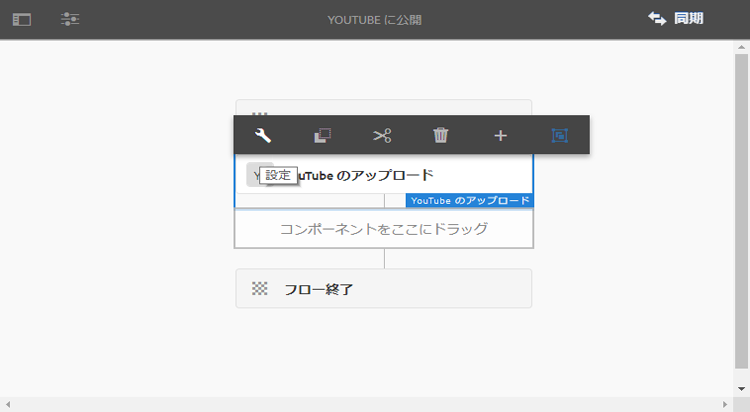 YOUTUBE に公開
同期
設定
uTube のアップロード
YouTube のアップロード
コンポーネントをここにドラッグ
フロー終了